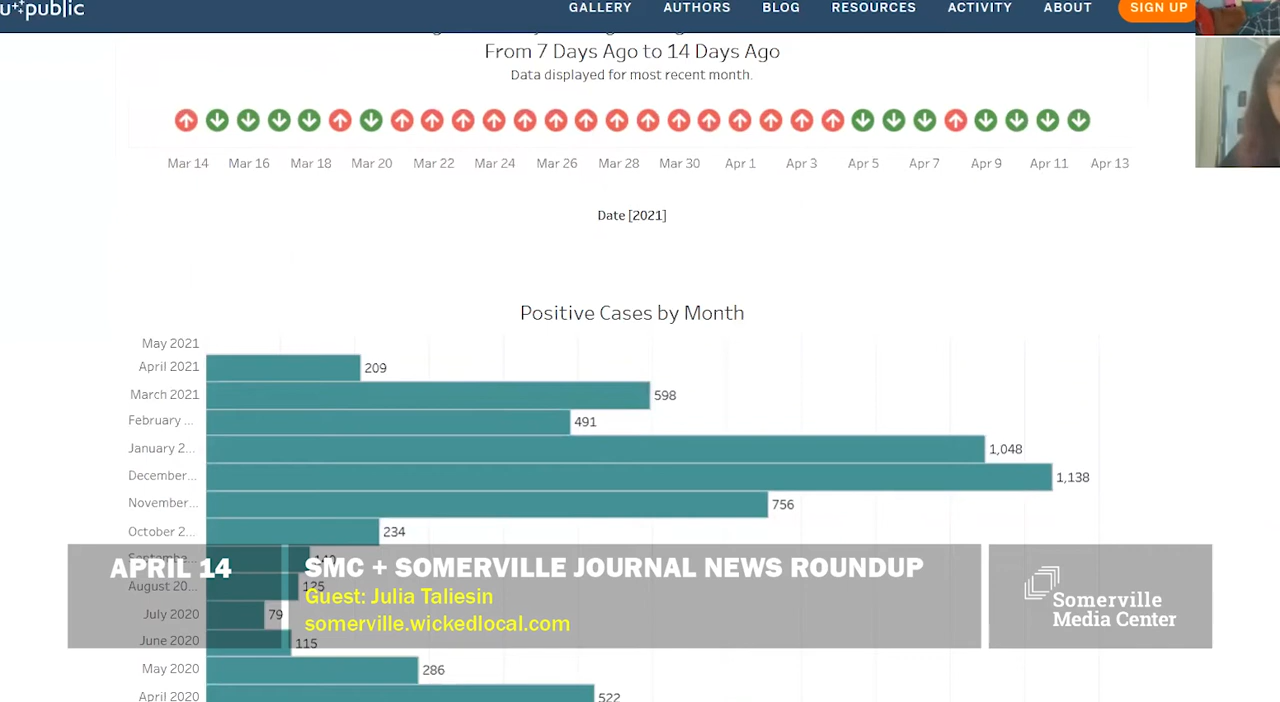 u++public
GALLERY AUTHORS BLOG RESOURCES ACTIVITY ABOUT SIGN UP
From 7 Days Ago to 14 Days Ago
Data displayed for most recent month.
Mar 14 Mar 16 Mar 18 Mar 20 Mar 22 Mar 24 Mar 26 Mar 28 Mar 30 Apr 1 Apr 3 Apr 5 Apr 7 Apr 9 Apr 11 Apr 13
Date [2021]
Positive Cases by Month
May 2021
April 2021 209
March 2021 598
February ... 491
January 2... 1,048
December... 1,138
November... 756
October 2... 234
Septembe...
August 20... 125
July 2020 79
June 2020 115
May 2020 286
April 2020 522
APRIL 14
SMC + SOMERVILLE JOURNAL NEWS ROUNDUP
Guest: Julia Taliesin
somerville.wickedlocal.com
Somerville
Media Center